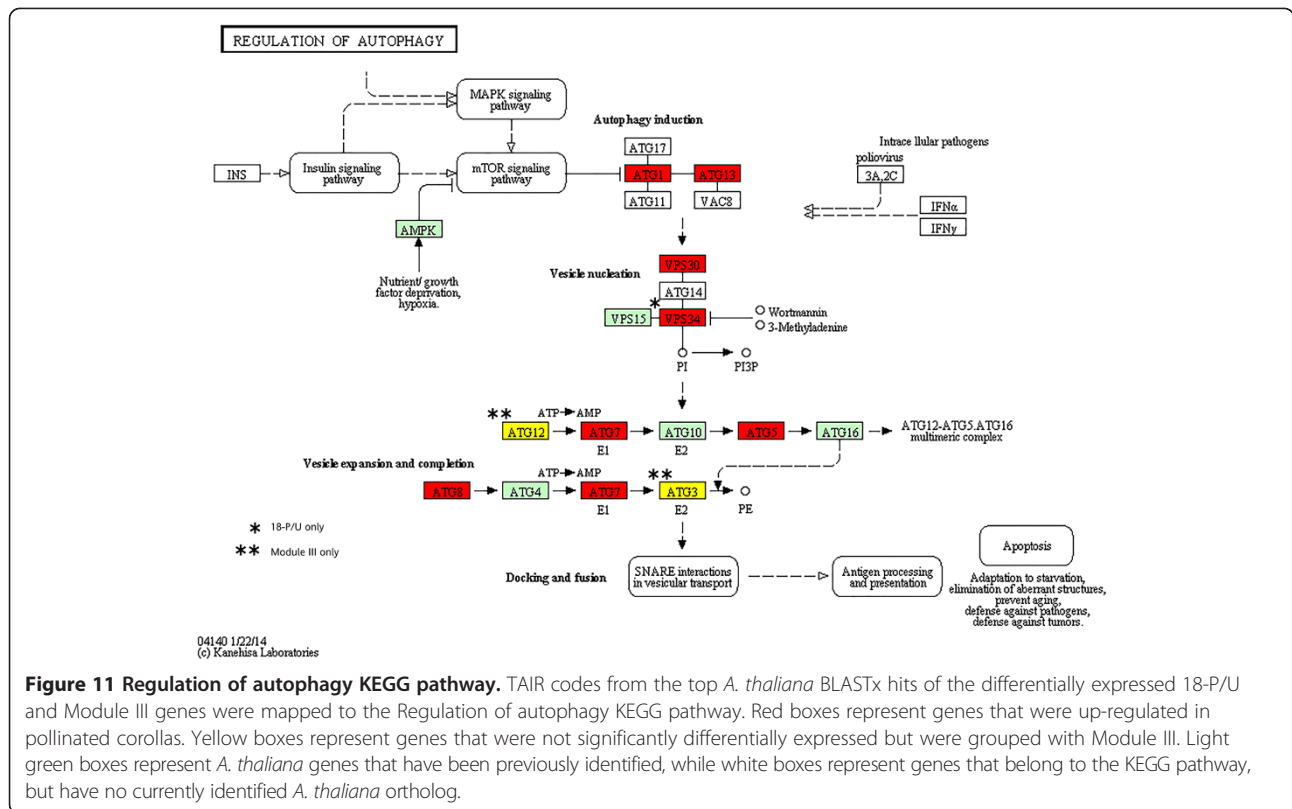 REGULATION OF AUTOPHAGY
MAPK signaling
pathway
Autophagy induction
ATG17
Intrace llular pathogens
poliovirus
INS
Insulin signaling
pathway
mTOR signaling
pathway
ATG1
ATG13
3A,2C
ATG11
VAC8
IFNα
IFNγ
AMPK
Nutrient/ growth
factor deprivation,
hypoxia.
VPS30
Vesicle nucleation
ATG14
*
VPS15
VPS34
Wortmannin
3-Methyladenine
PI
PI3P
**
ATP
AMP
ATG12
ATG7
ATG10
ATG5
ATG16
ATG12-ATG5.ATG16
multimeric complex
E1
E2
Vesicle expansion and completion
ATP
AMP
**
ATG8
ATG4
ATG7
ATG3
PE
E1
E2
* 18-P/U only
** Module III only
Docking and fusion
SNARE interactions
in vesicular transport
Antigen processing
and presentation
Apoptosis
Adaptation to starvation,
elimination of aberrant structures,
prevent aging,
defense against pathogens,
defense against tumors.
04140 1/22/14
(c) Kanehisa Laboratories
Figure 11 Regulation of autophagy KEGG pathway. TAIR codes from the top A. thaliana BLASTx hits of the differentially expressed 18-P/U
and Module III genes were mapped to the Regulation of autophagy KEGG pathway. Red boxes represent genes that were up-regulated in
pollinated corollas. Yellow boxes represent genes that were not significantly differentially expressed but were grouped with Module III. Light
green boxes represent A. thaliana genes that have been previously identified, while white boxes represent genes that belong to the KEGG pathway,
but have no currently identified A. thaliana ortholog.